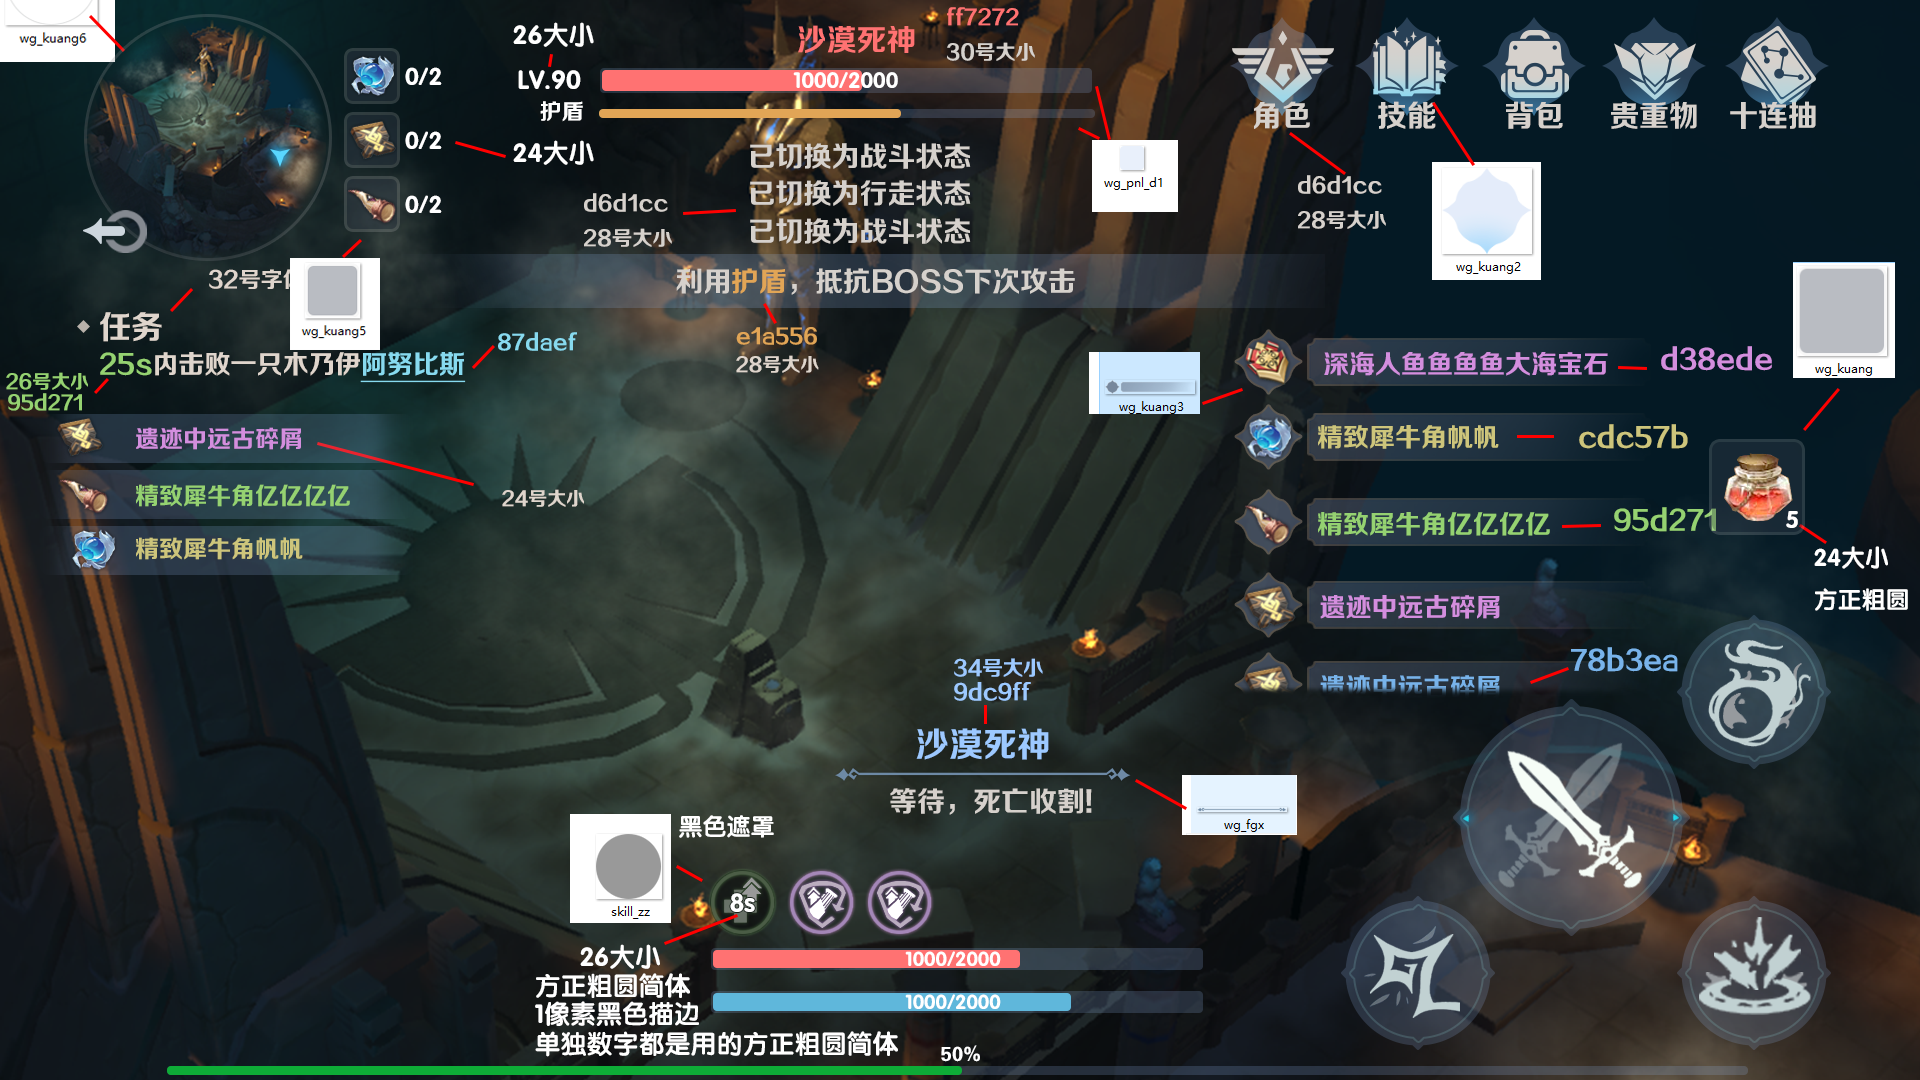 wg_kuang6
0/2
0/2
0/2
26大小
LV.90
护盾
24大小
沙漠死神
ff7272
30号大小
1000/2000
已切换为战斗状态
已切换为行走状态
已切换为战斗状态
d6d1cc
28号大小
wg_pnl_d1
角色
技能
背包
贵重物
十连抽
d6d1cc
28号大小
wg_kuang2
利用护盾，抵抗BOSS下次攻击
e1a556
28号大小
32号字
wg_kuang5
任务
25s内击败一只木乃伊阿努比斯
87daef
26号大小
95d271
遗迹中远古碎屑
精致犀牛角亿亿亿亿
精致犀牛角帆帆
24号大小
wg_kuang3
深海人鱼鱼鱼鱼大海宝石
d38ede
精致犀牛角帆帆
cdc57b
精致犀牛角亿亿亿亿
95d271
遗迹中远古碎屑
遗迹中远古碎屑
78b3ea
wg_kuang
5
24大小
方正粗圆
34号大小
9dc9ff
沙漠死神
等待，死亡收割!
wg_fgx
黑色遮罩
skill_zz
8s
26大小
方正粗圆简体
1像素黑色描边
单独数字都是用的方正粗圆简体
1000/2000
1000/2000
50%